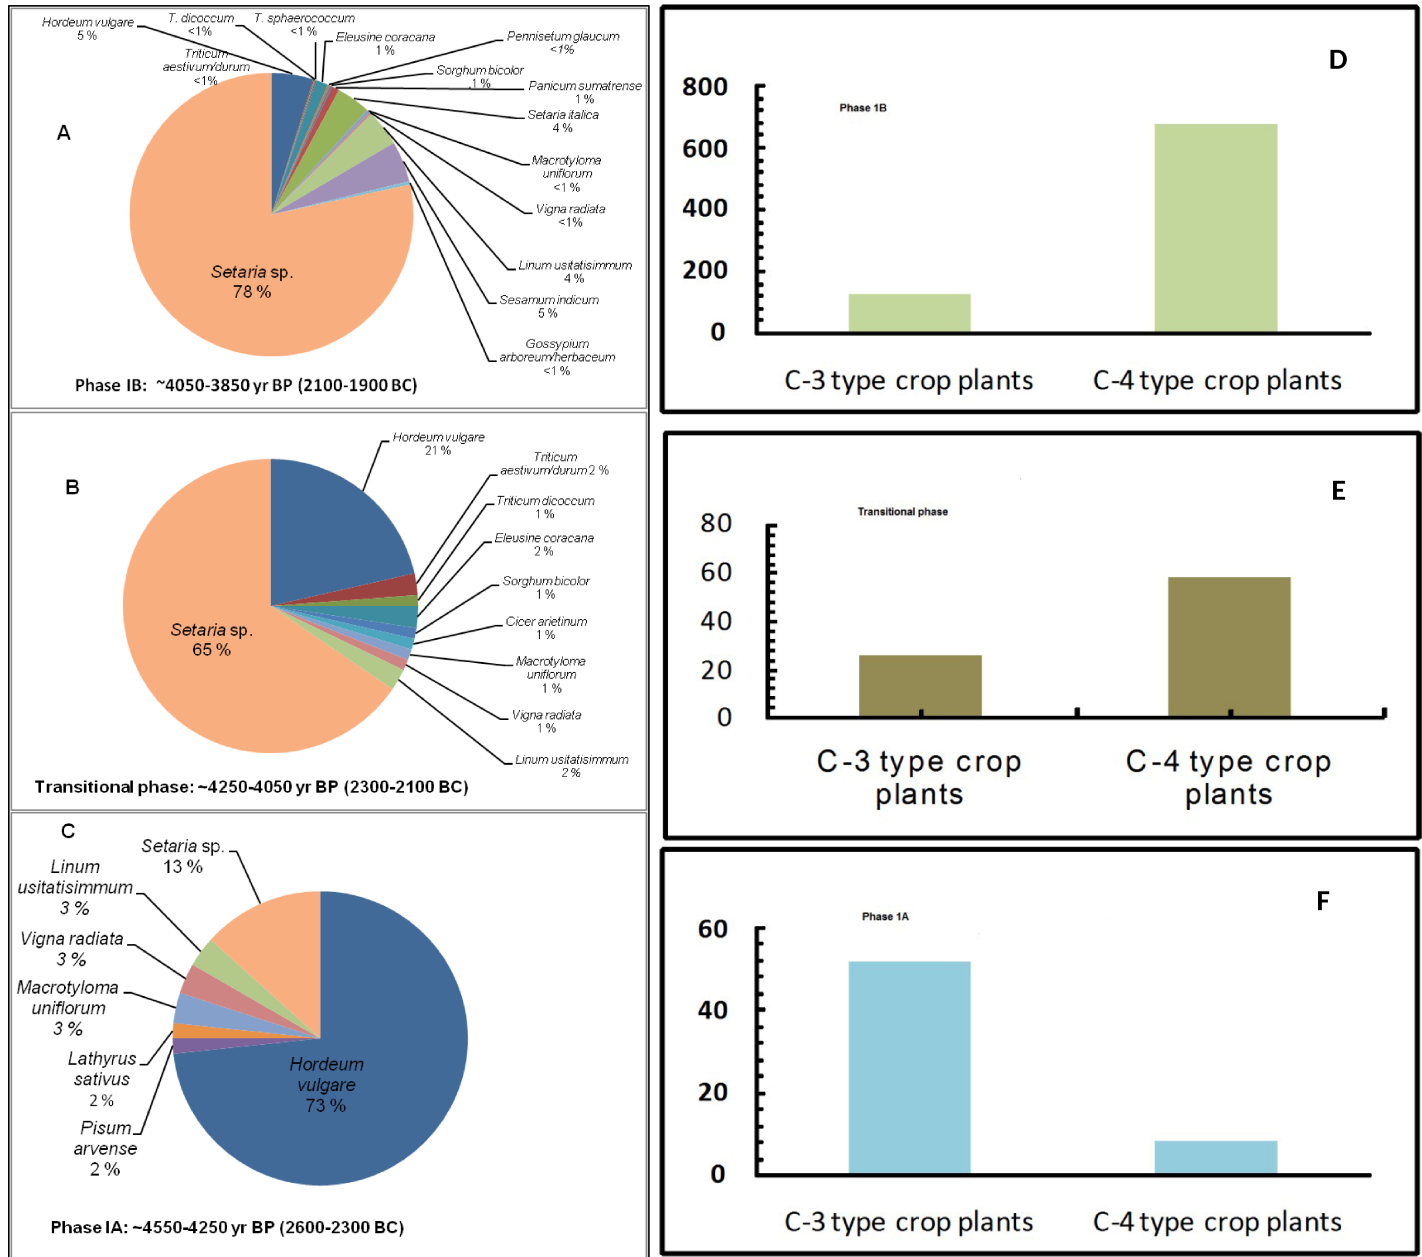 Hordeum vulgare
5 %
T. dicoccum
<1%
T. sphaerococcum
<1 %
Eleusine coracana
1 %
Pennisetum glaucum
<1%
Triticum
aestivum/durum
<1%
Sorghum bicolor
1 %
Panicum sumatrense
1 %
Setaria italica
4 %
A
Macrotyloma
uniflorum
<1 %
Vigna radiata
<1%
Linum usitatisimmum
4 %
Setaria sp.
78 %
Sesamum indicum
5 %
Gossypium
arboreum/herbaceum
<1 %
Phase IB: ~4050-3850 yr BP (2100-1900 BC)
B
Hordeum vulgare
21 %
Triticum
aestivum/durum 2 %
Triticum dicoccum
1 %
Eleusine coracana
2 %
Sorghum bicolor
1 %
Cicer arietinum
1 %
Setaria sp.
65 %
Macrotyloma
uniflorum
1 %
Vigna radiata
1 %
Linum usitatisimmum
2 %
Transitional phase: ~4250-4050 yr BP (2300-2100 BC)
C
Setaria sp.
13 %
Linum
usitatisimmum
3 %
Vigna radiata
3 %
Macrotyloma
uniflorum
3 %
Lathyrus
sativus
2 %
Pisum
arvense
2 %
Hordeum
vulgare
73 %
Phase IA: ~4550-4250 yr BP (2600-2300 BC)
D
Phase 1B
800
600
400
200
0
C-3 type crop plants
C-4 type crop plants
E
Transitional phase
80
60
40
20
0
C-3 type crop
plants
C-4 type crop
plants
F
Phase 1A
60
40
20
0
C-3 type crop plants
C-4 type crop plants